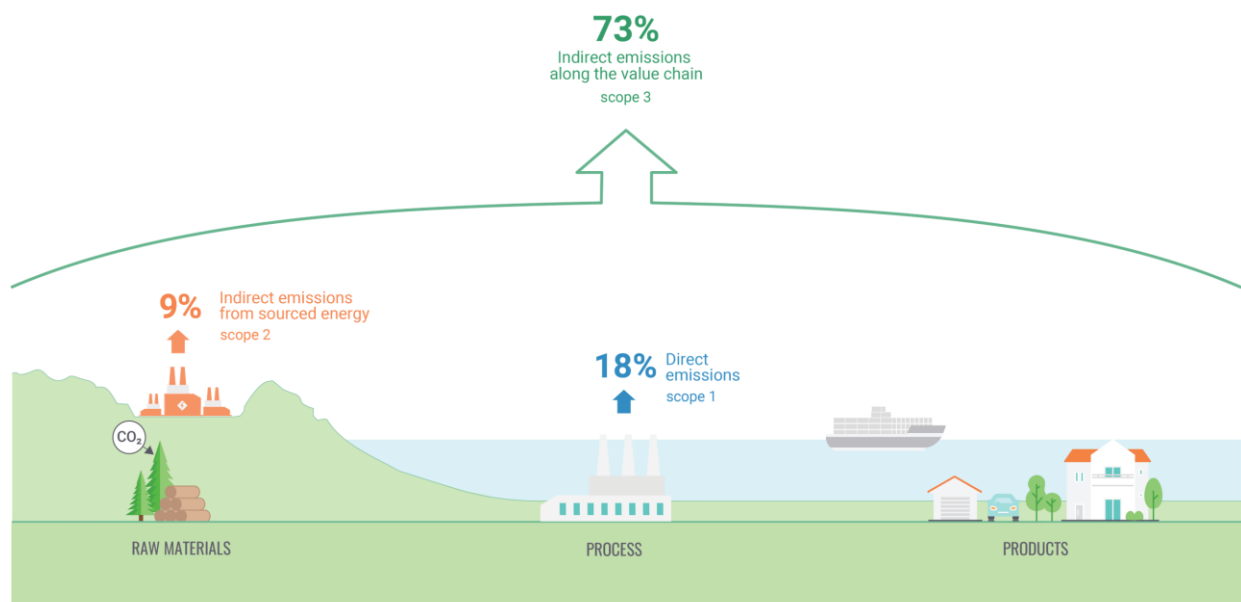 73%
Indirect emissions
along the value chain
scope 3
9%
Indirect emissions
from sourced energy
scope 2
18%
Direct
emissions
scope 1
CO₂
RAW MATERIALS
PROCESS
PRODUCTS